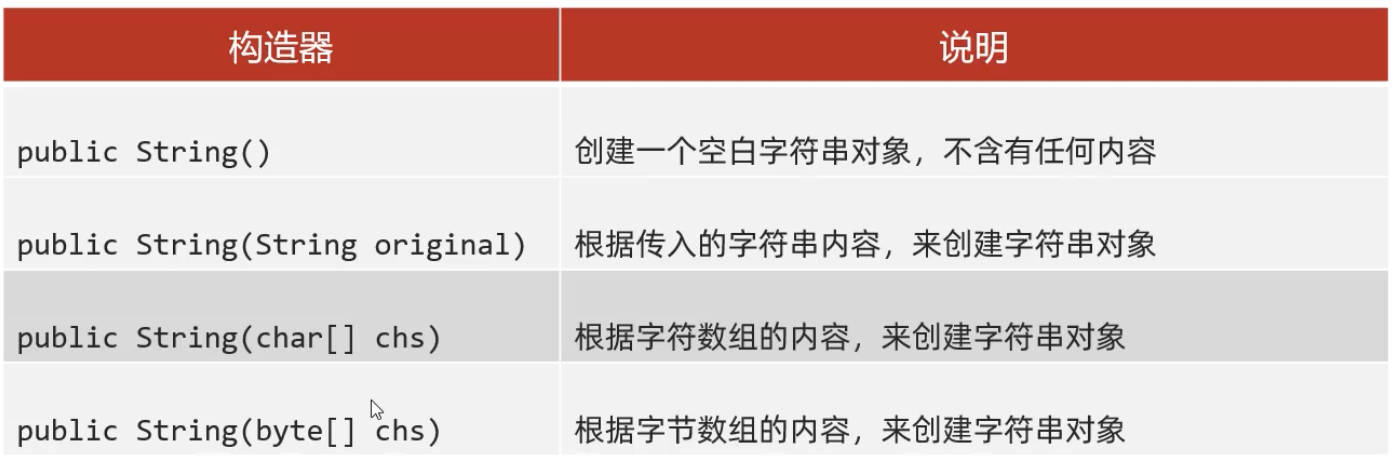 构造器 说明
public String() 创建一个空白字符串对象，不含有任何内容
public String(String original) 根据传入的字符串内容，来创建字符串对象
public String(char[] chs) 根据字符数组的内容，来创建字符串对象
public String(byte[] chs) 根据字节数组的内容，来创建字符串对象